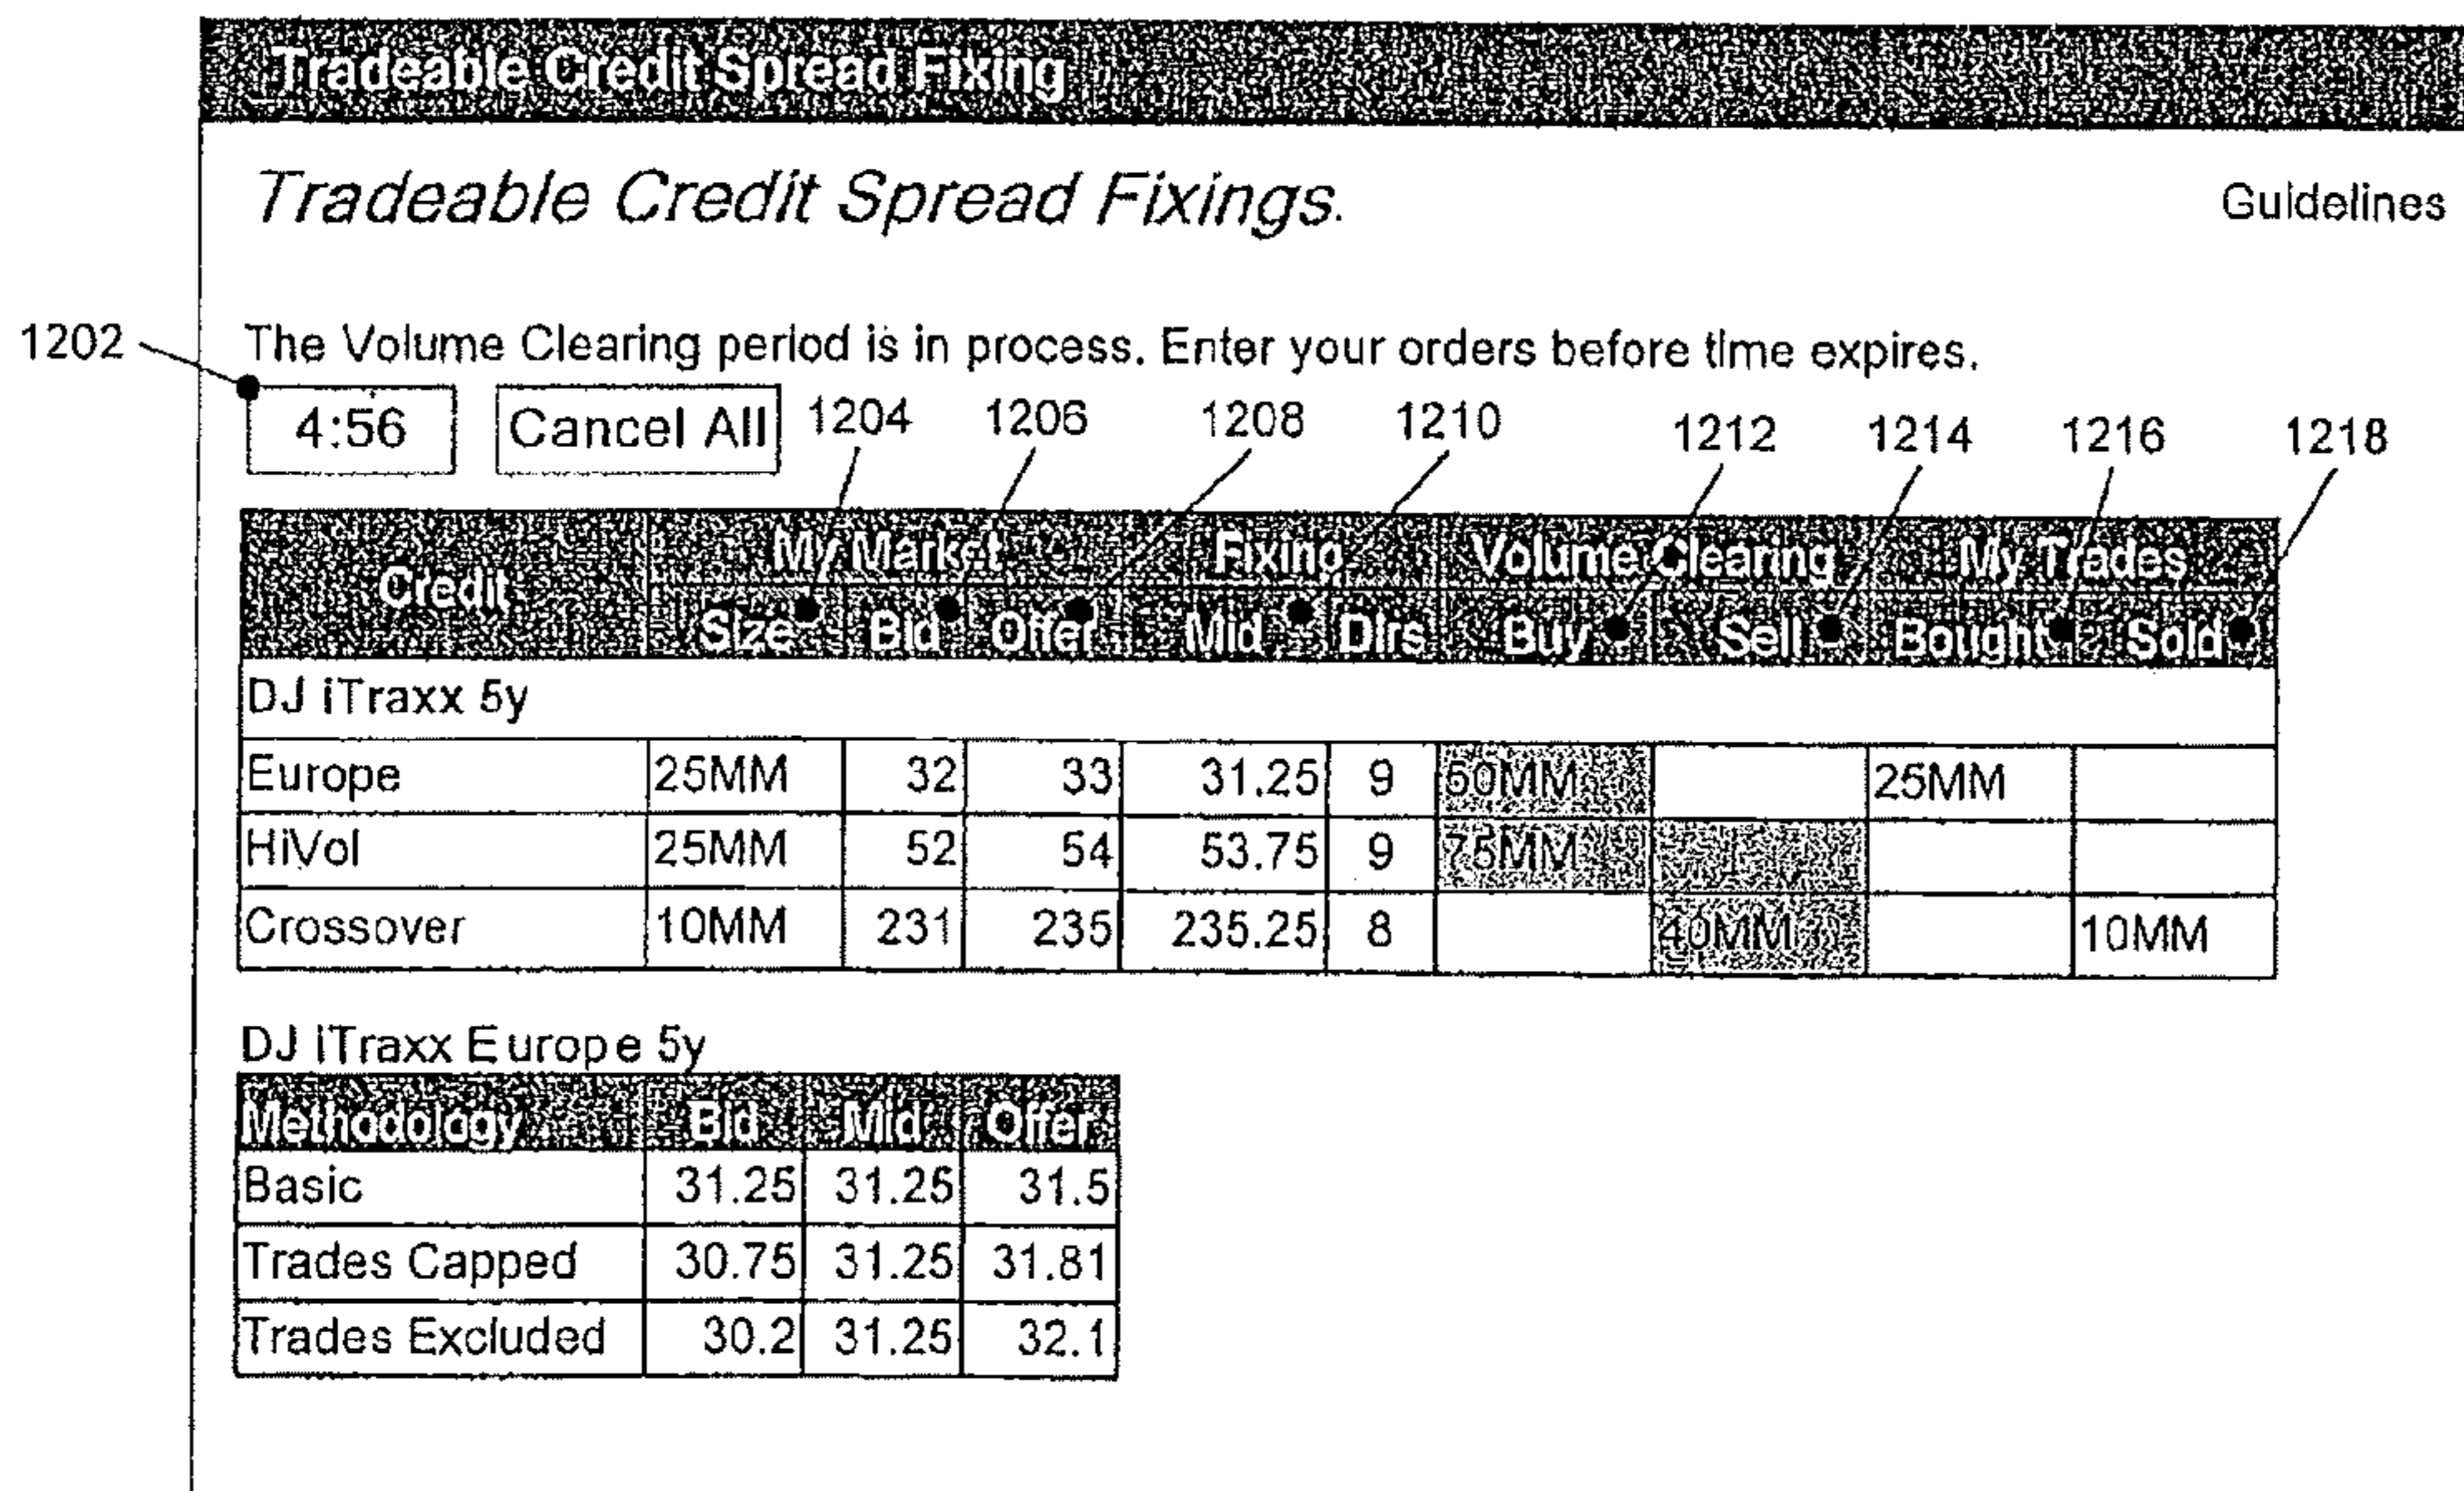 Tradeable Credit Spread Fixing
Tradeable Credit Spread Fixings.
Guidelines
1202
The Volume Clearing period is in process. Enter your orders before time expires.
4:56 Cancel All 1204 1206 1208 1210 1212 1214 1216 1218
Credit My Market Fixing Volume Clearing My Trades
Size Bid Offer Mid Dlrs Buy Sell Bought Sold
DJ iTraxx 5y
Europe 25MM 32 33 31.25 9 50MM 25MM
HiVol 25MM 52 54 53.75 9 75MM
Crossover 10MM 231 235 235.25 8 40MM 10MM
DJ iTraxx Europe 5y
Methodology Bid Mid Offer
Basic 31.25 31.25 31.5
Trades Capped 30.75 31.25 31.81
Trades Excluded 30.2 31.25 32.1